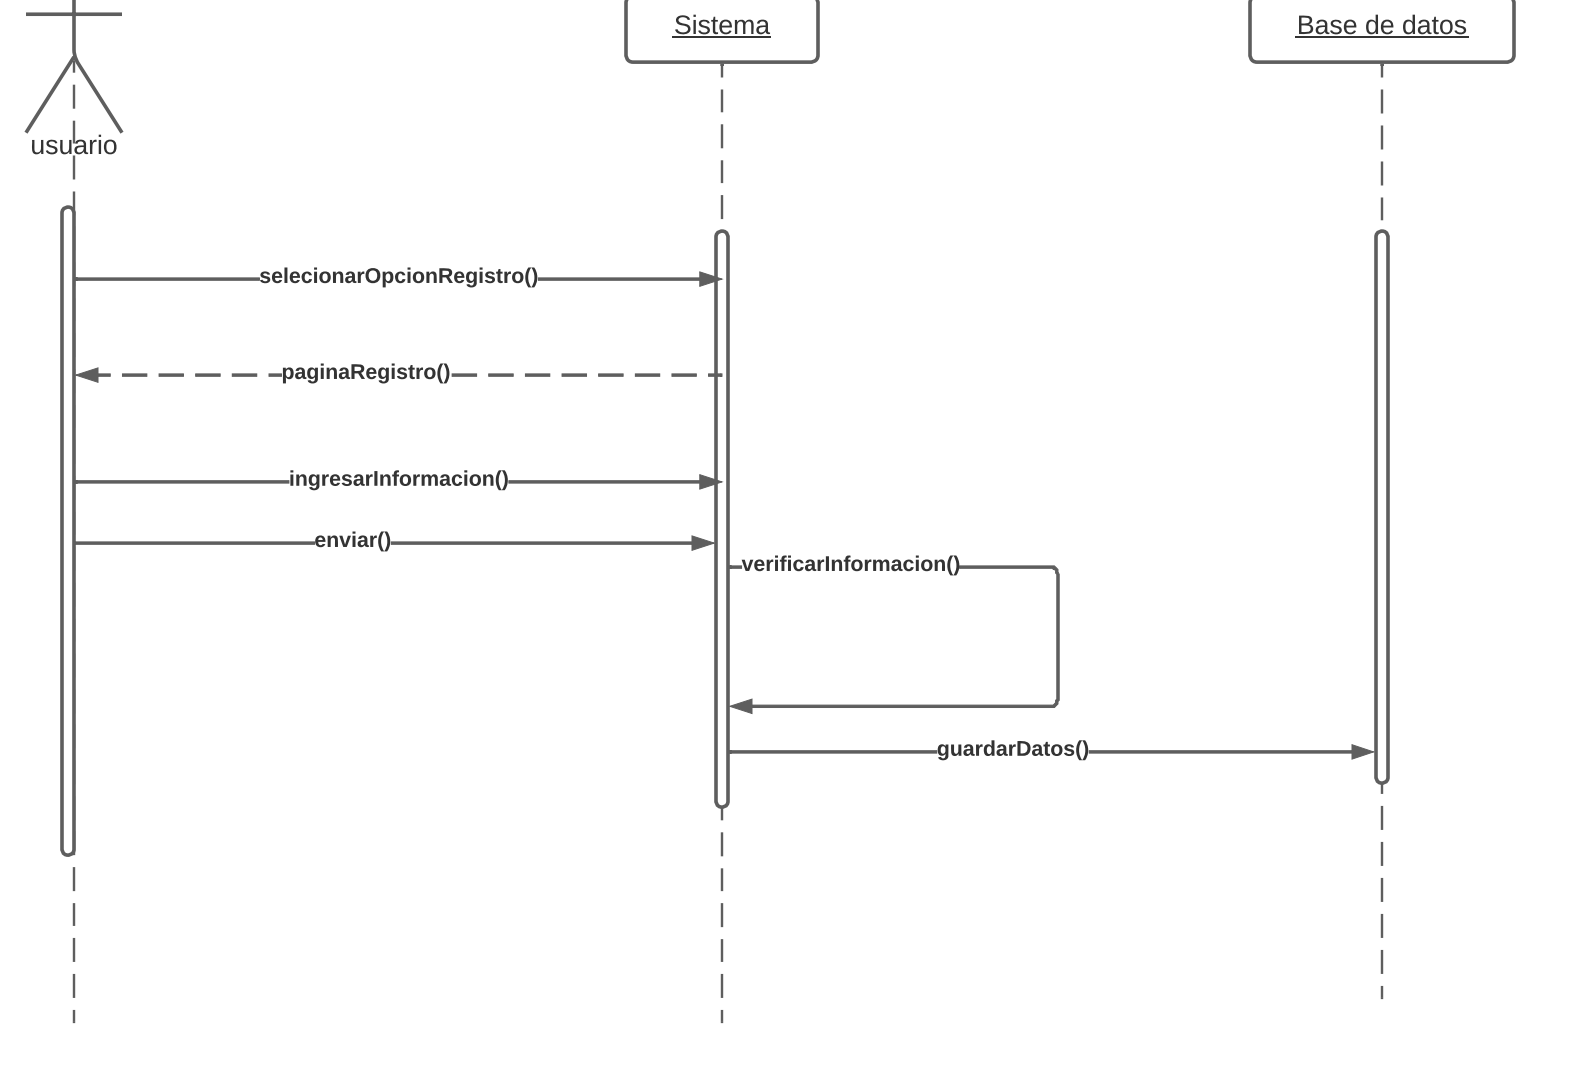 Sistema
Base de datos
usuario
selecionarOpcionRegistro()
paginaRegistro()
ingresarInformacion()
enviar()
verificarInformacion()
guardarDatos()